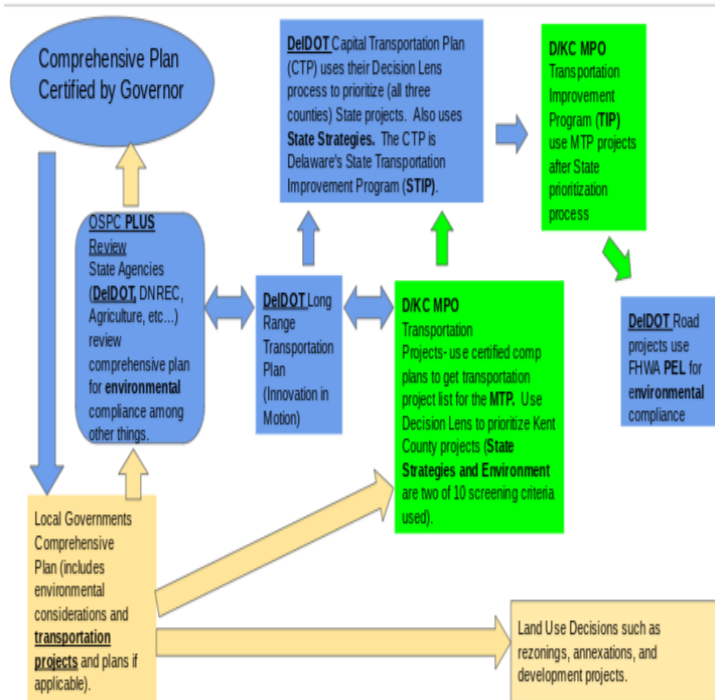 Comprehensive Plan
Certified by Governor
DelDOT Capital Transportation Plan
(CTP) uses their Decision Lens
process to prioritize (all three
counties) State projects. Also uses
State Strategies. The CTP is
Delaware's State Transportation
Improvement Program (STIP).
D/KC MPO
Transportation
Improvement
Program (TIP)
use MTP projects
after State
prioritization
process
OSPC PLUS
Review
State Agencies
(DelDOT, DNREC,
Agriculture, etc...)
review
comprehensive plan
for environmental
compliance among
other things.
DelDOT Long
Range
Transportation
Plan
(Innovation in
Motion)
D/KC MPO
Transportation
Projects- use certified comp
plans to get transportation
project list for the MTP. Use
Decision Lens to prioritize Kent
County projects (State
Strategies and Environment
are two of 10 screening criteria
used).
DelDOT Road
projects use
FHWA PEL for
environmental
compliance
Local Governments
Comprehensive
Plan (includes
environmental
considerations and
transportation
projects and plans if
applicable).
Land Use Decisions such as
rezonings, annexations, and
development projects.